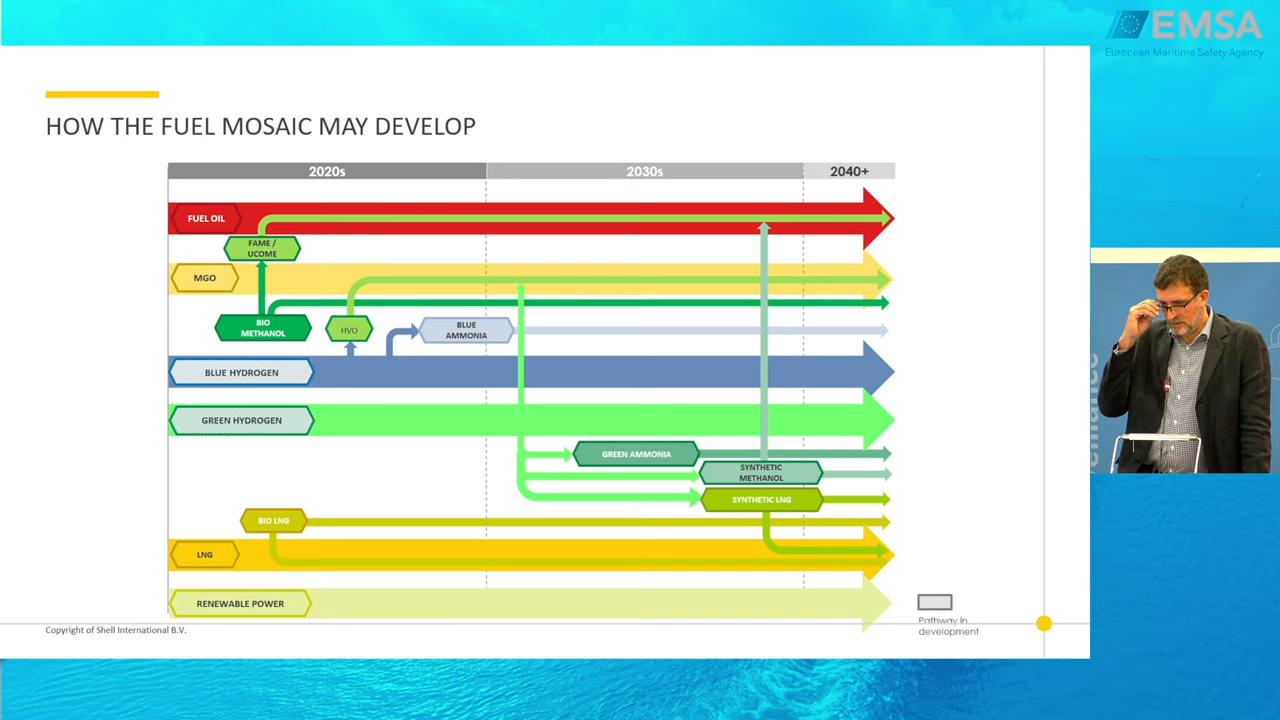 EMSA
European Maritime Safety Agency
HOW THE FUEL MOSAIC MAY DEVELOP
2020s
2030s
2040+
FUEL OIL
FAME /
UCOME
MGO
BIO
METHANOL
HVO
BLUE
AMMONIA
BLUE HYDROGEN
GREEN HYDROGEN
GREEN AMMONIA
SYNTHETIC
METHANOL
SYNTHETIC LNG
BIO LNG
LNG
RENEWABLE POWER
Pathway in
development
Copyright of Shell International B.V.